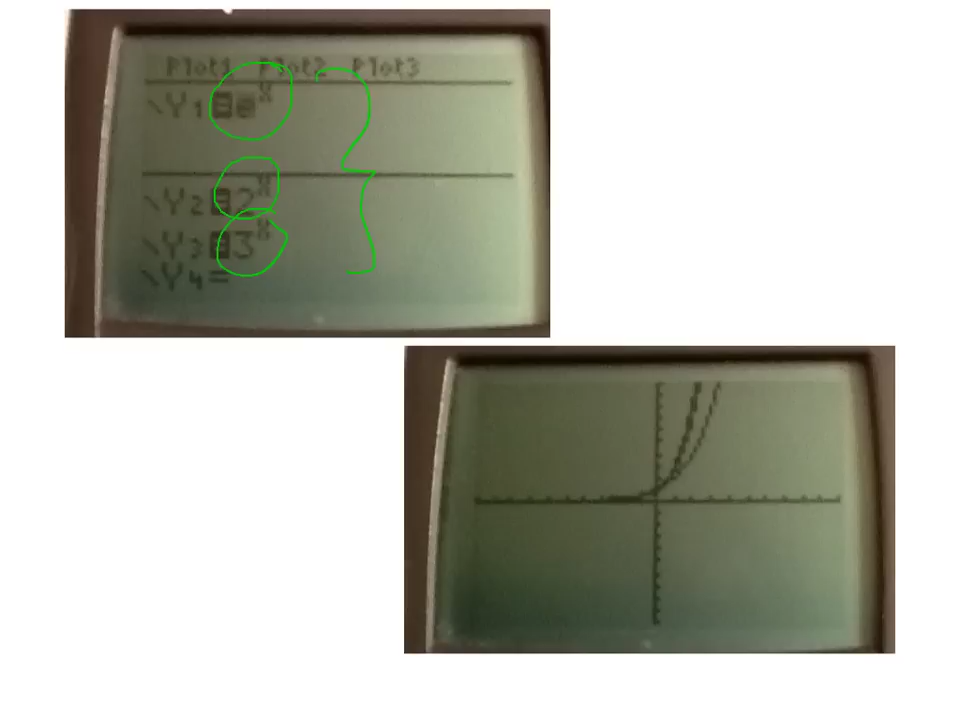 Plot1 Plot2 Plot3
\Y₁=e^X
\Y₂=2^X
\Y₃=3^X
\Y₄=